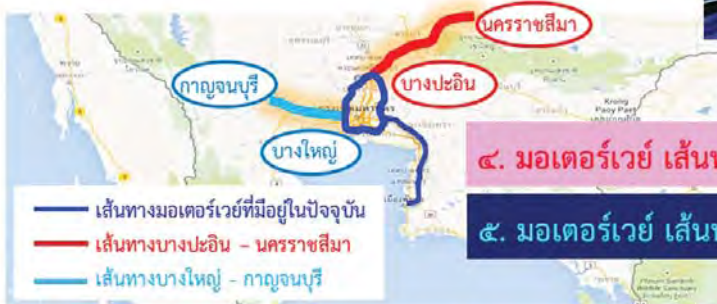 นครราชสีมา
กาญจนบุรี
บางปะอิน
บางใหญ่
Krong
๔. มอเตอร์เวย์ เส้นท
๕. มอเตอร์เวย์ เส้นท
เส้นทางมอเตอร์เวย์ที่มีอยู่ในปัจจุบัน
เส้นทางบางปะอิน - นครราชสีมา
เส้นทางบางใหญ่ - กาญจนบุรี